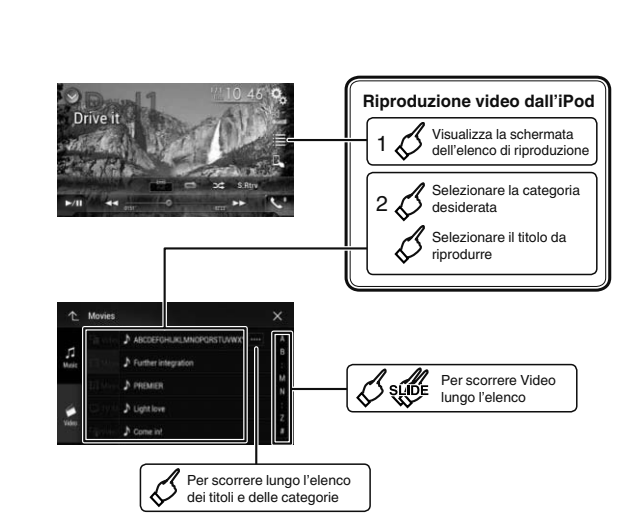 10 46
Drive it
S.Rtrv
Riproduzione video dall'iPod
1 Visualizza la schermata
dell'elenco di riproduzione
2 Selezionare la categoria
desiderata
Selezionare il titolo da
riprodurre
Movies
Music
Video
ABCDEFGHIJKLMNOPQRSTUVWXY
Further integration
PREMIER
Light love
Come in!
A
B
M
N
Z
#
SLIDE
Per scorrere Video
lungo l'elenco
Per scorrere lungo l'elenco
dei titoli e delle categorie